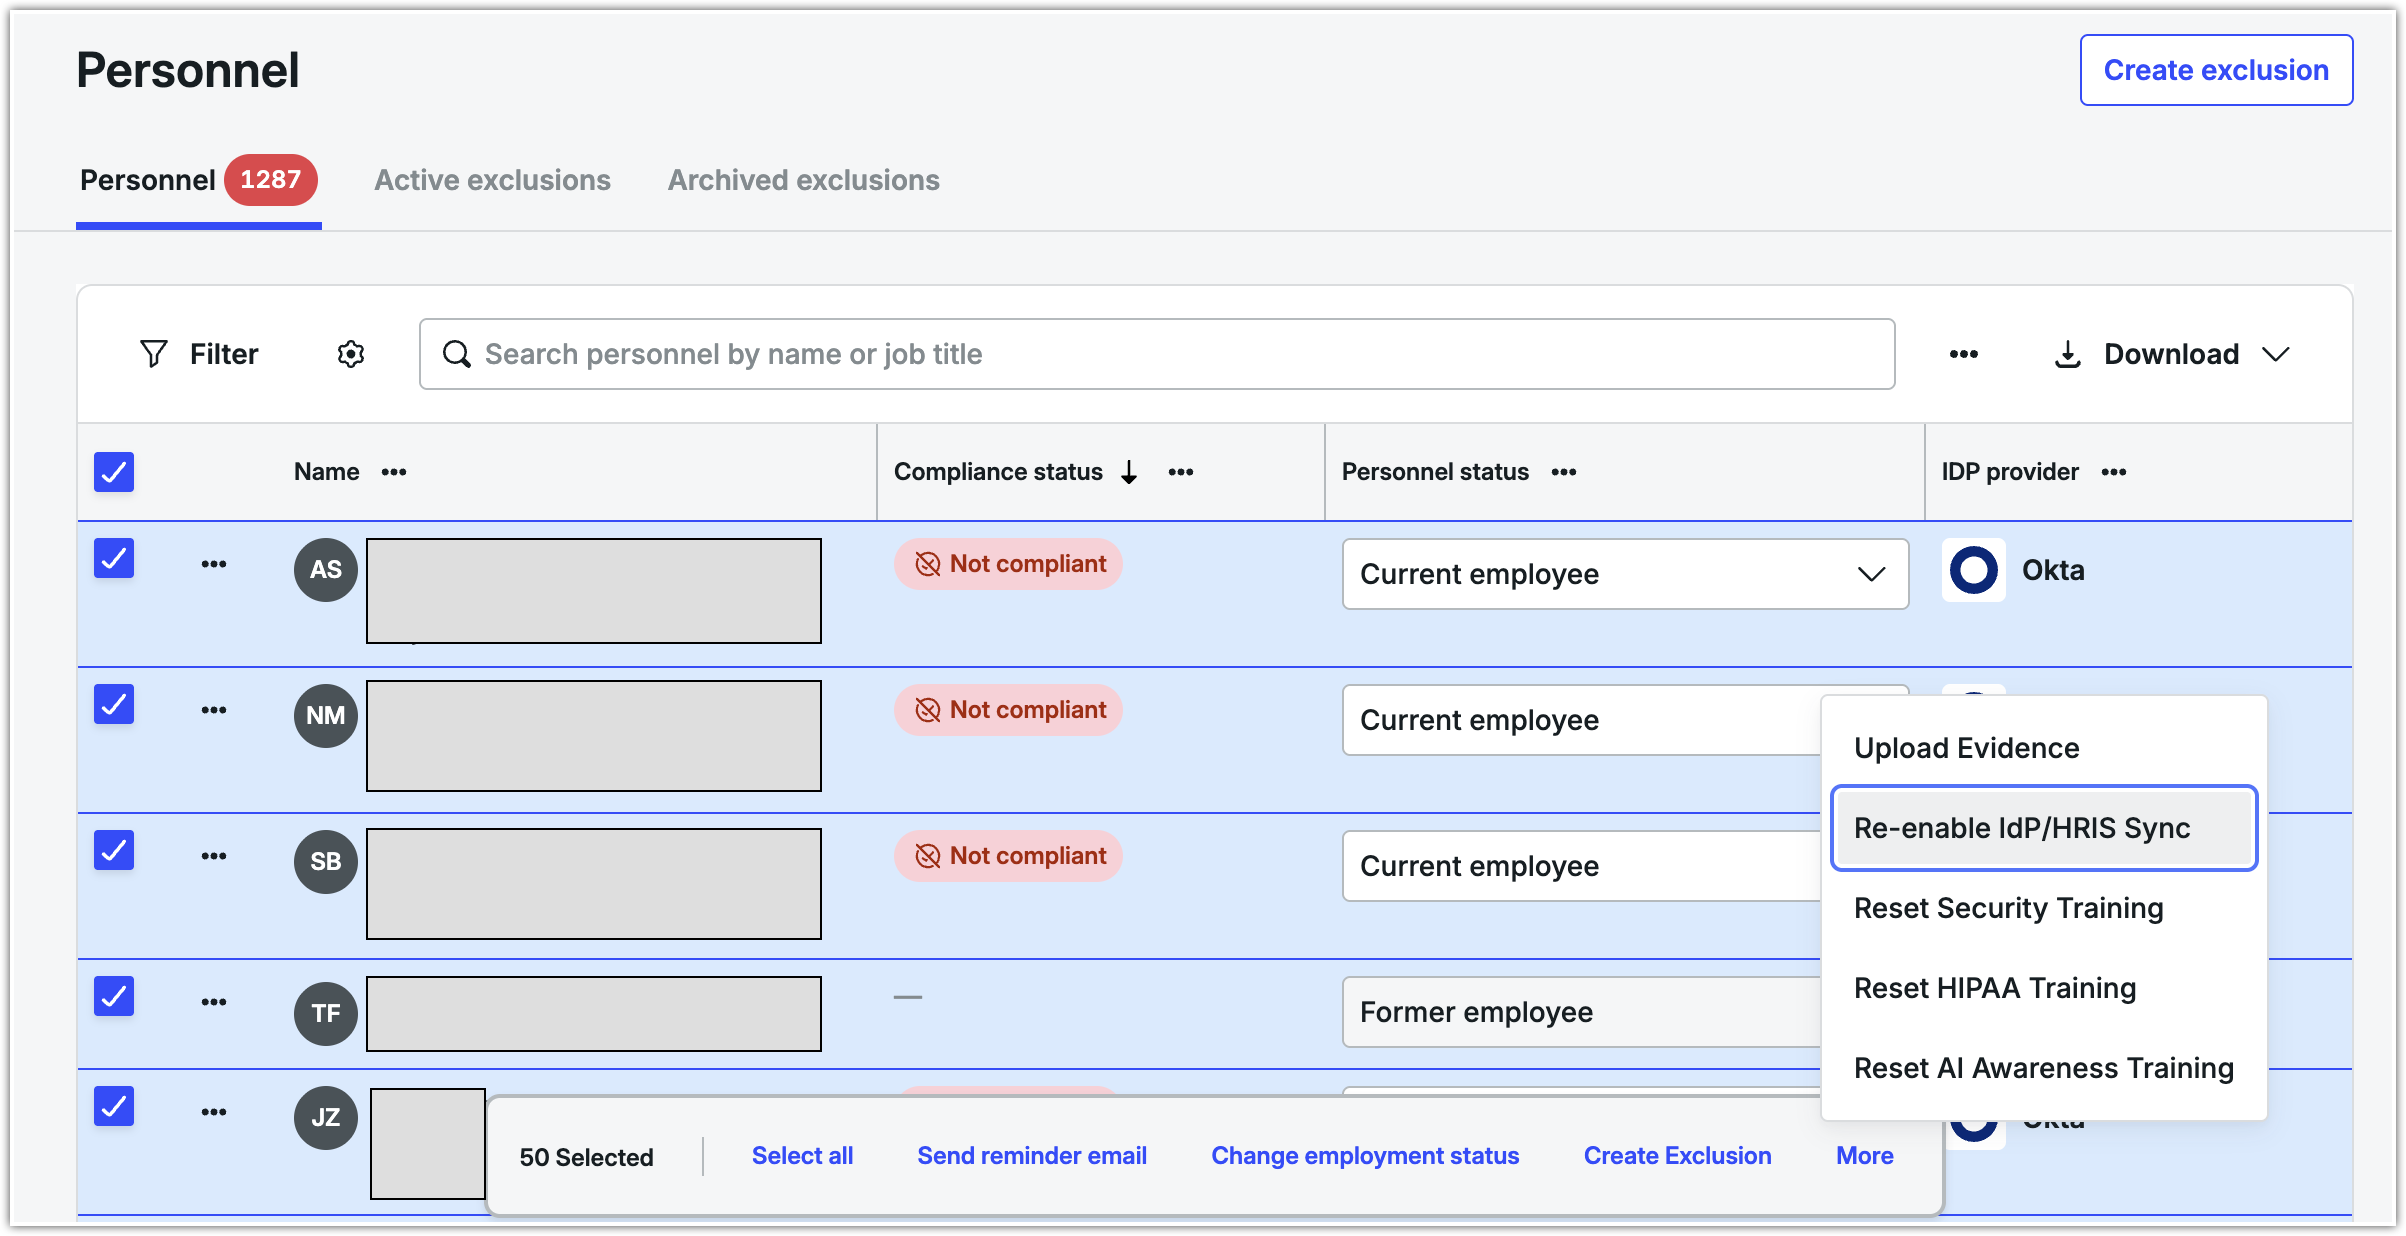 Personnel
Create exclusion
Personnel 1287 Active exclusions Archived exclusions
Filter Search personnel by name or job title Download
Name Compliance status Personnel status IDP provider
AS Not compliant Current employee Okta
NM Not compliant Current employee
Upload Evidence
Re-enable IdP/HRIS Sync
SB Not compliant Current employee
Reset Security Training
Reset HIPAA Training
TF — Former employee
Reset AI Awareness Training
JZ Okta
50 Selected Select all Send reminder email Change employment status Create Exclusion More